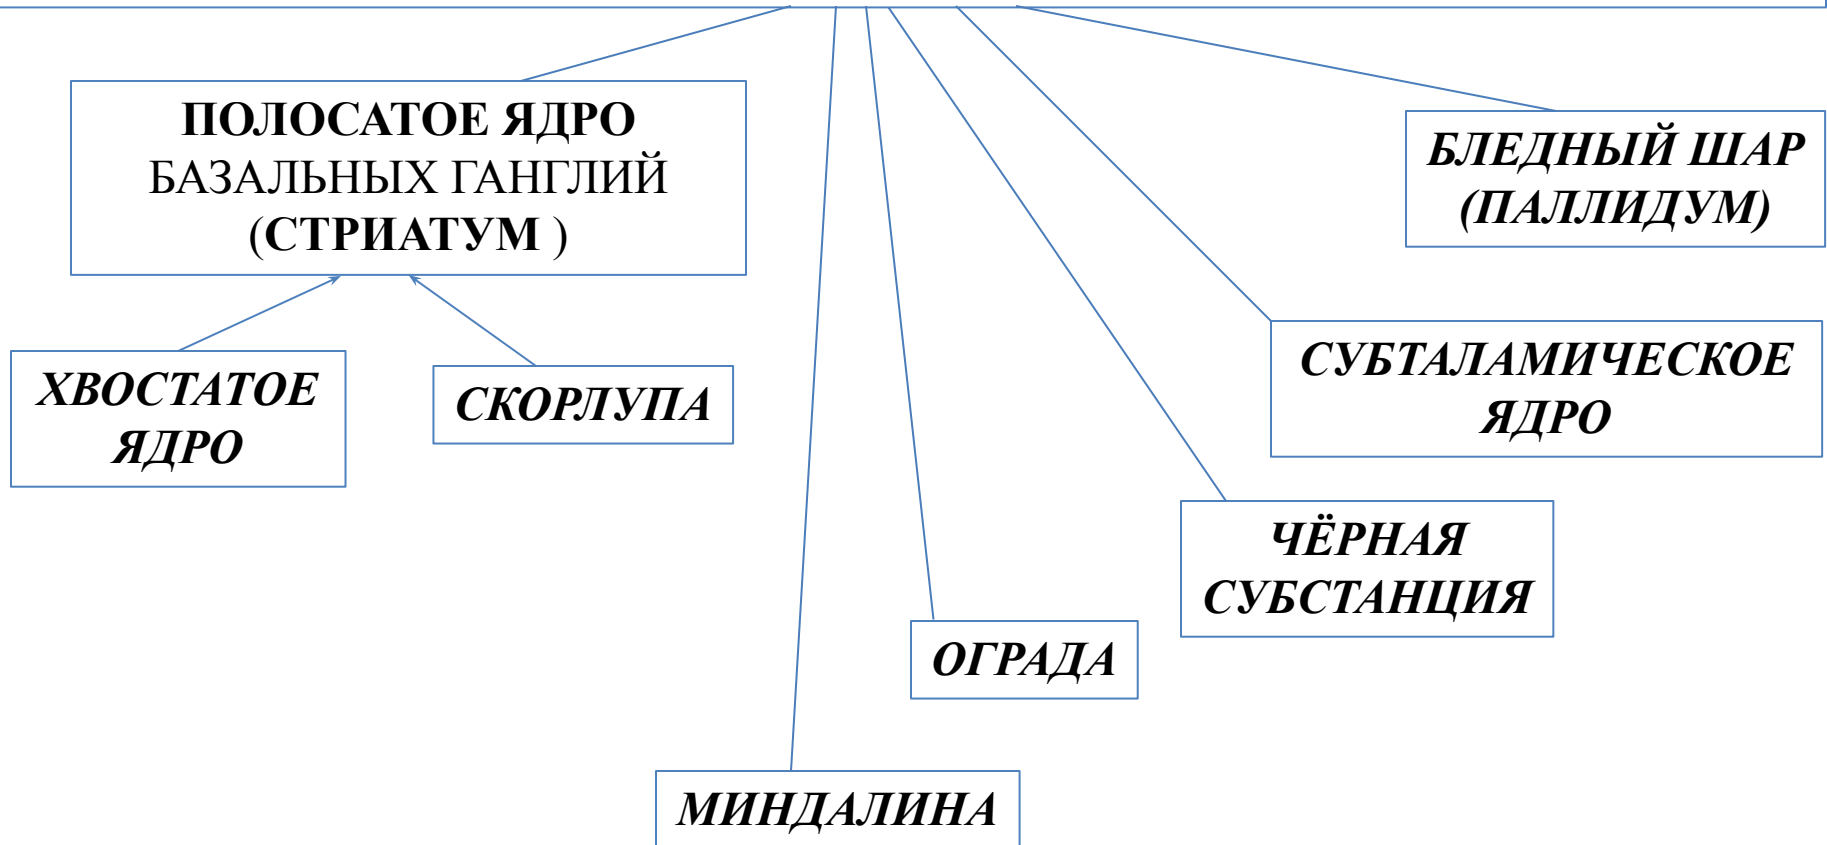 ПОЛОСАТОЕ ЯДРО
БАЗАЛЬНЫХ ГАНГЛИЙ
(СТРИАТУМ )
БЛЕДНЫЙ ШАР
(ПАЛЛИДУМ)
ХВОСТАТОЕ
ЯДРО
СКОРЛУПА
СУБТАЛАМИЧЕСКОЕ
ЯДРО
ЧЁРНАЯ
СУБСТАНЦИЯ
ОГРАДА
МИНДАЛИНА